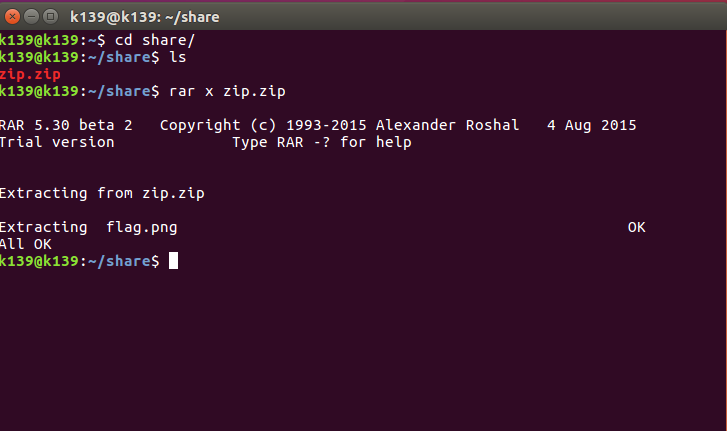 k139@k139: ~/share
k139@k139:~$ cd share/
k139@k139:~/share$ ls
zip.zip
k139@k139:~/share$ rar x zip.zip
RAR 5.30 beta 2   Copyright (c) 1993-2015 Alexander Roshal   4 Aug 2015
Trial version             Type RAR -? for help
Extracting from zip.zip
Extracting  flag.png                                                  OK
All OK
k139@k139:~/share$